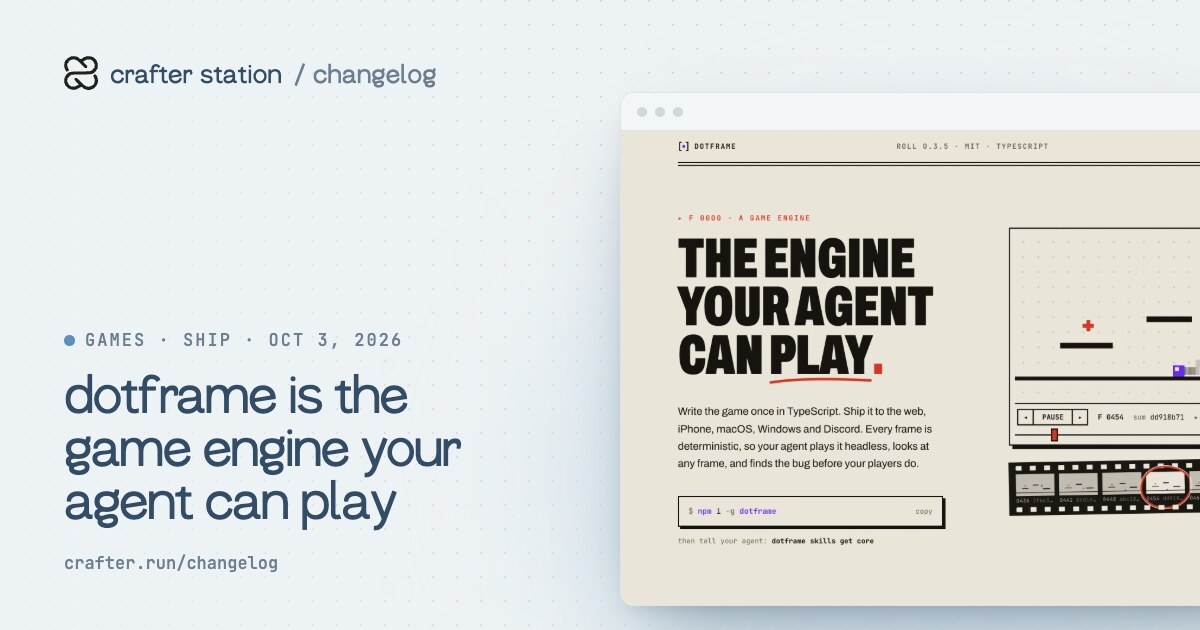 crafter station / changelog
GAMES · SHIP · OCT 3, 2026
dotframe is the
game engine your
agent can play
crafter.run/changelog
[•] DOTFRAME
ROLL 0.3.5 · MIT · TYPESCRIPT
F 0000 · A GAME ENGINE
THE ENGINE
YOUR AGENT
CAN PLAY.
Write the game once in TypeScript. Ship it to the web,
iPhone, macOS, Windows and Discord. Every frame is
deterministic, so your agent plays it headless, looks at
any frame, and finds the bug before your players do.
$ npm i -g dotframe
copy
then tell your agent: dotframe skills get core
PAUSE
F 0454 sum dd918b71